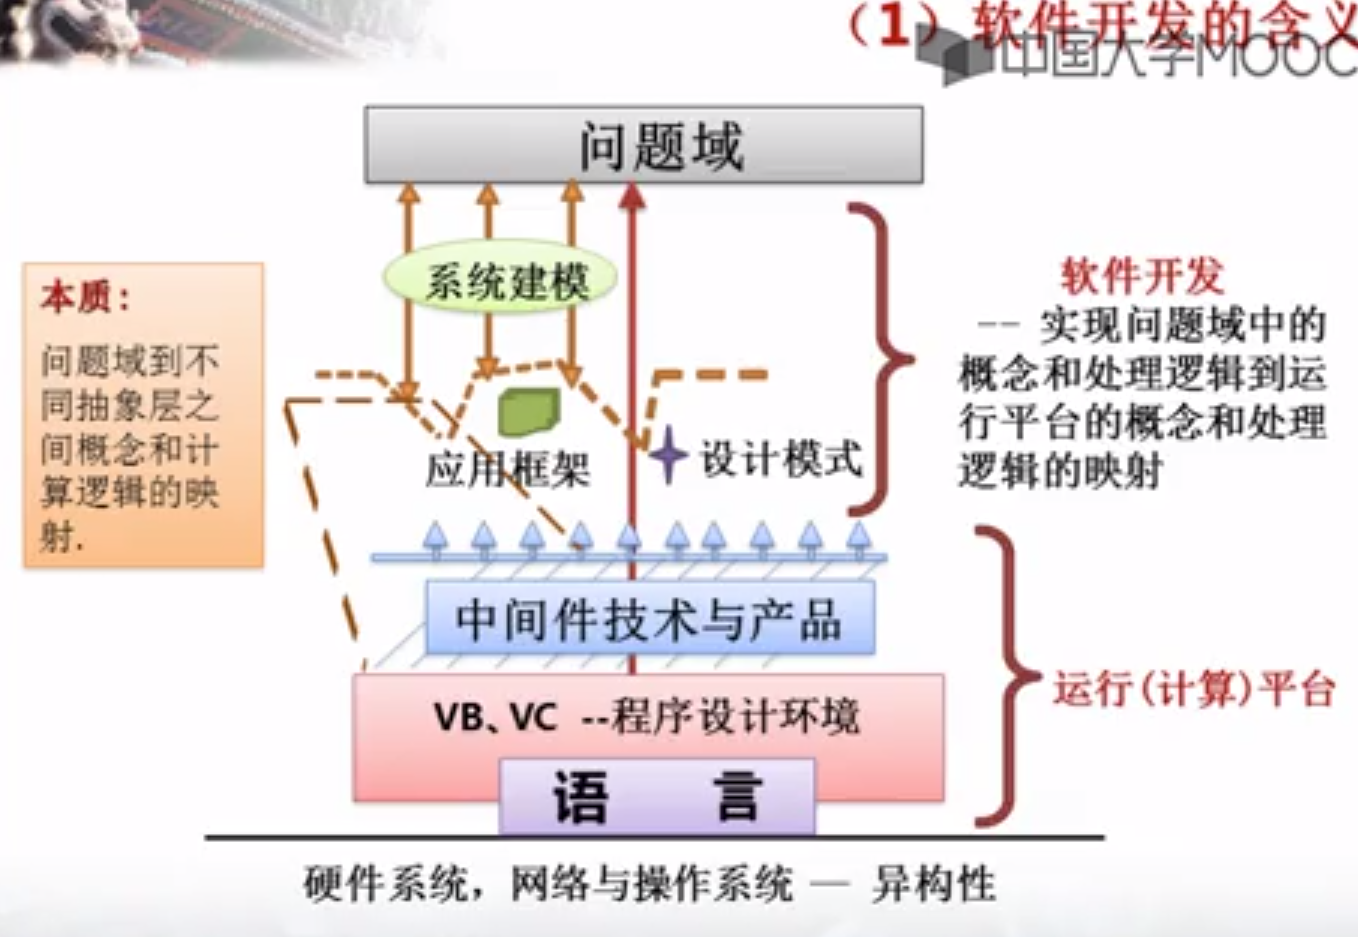 （1）软件开发的含义
中国大学MOOC
问题域
系统建模
本质：
问题域到不
同抽象层之
间概念和计
算逻辑的映
射.
应用框架
设计模式
软件开发
-- 实现问题域中的
概念和处理逻辑到运
行平台的概念和处理
逻辑的映射
中间件技术与产品
VB、VC --程序设计环境
语 言
运行(计算)平台
硬件系统，网络与操作系统 — 异构性